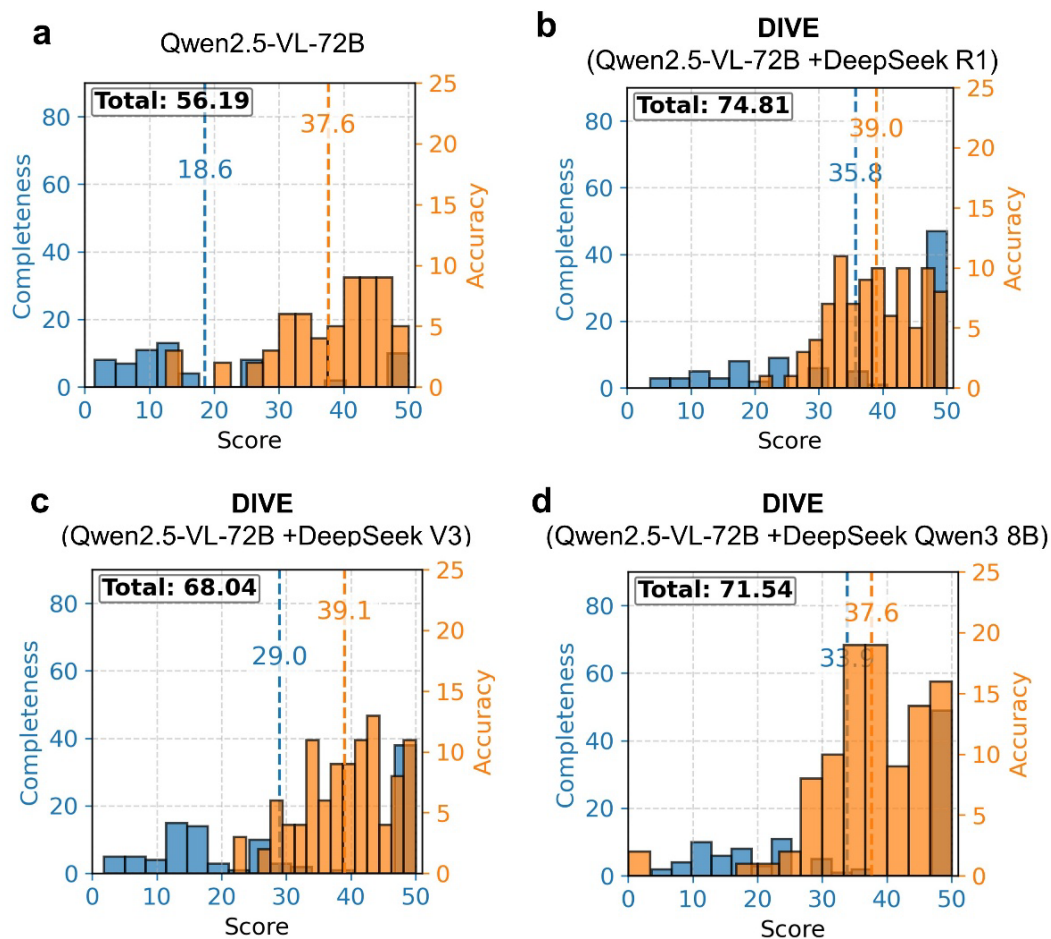 a
Qwen2.5-VL-72B
Total: 56.19
37.6
18.6
Completeness
80
60
40
20
0
25
20
15
10
5
0
Accuracy
0 10 20 30 40 50
Score
b
DIVE
(Qwen2.5-VL-72B +DeepSeek R1)
Total: 74.81
39.0
35.8
Completeness
80
60
40
20
0
25
20
15
10
5
0
Accuracy
0 10 20 30 40 50
Score
c
DIVE
(Qwen2.5-VL-72B +DeepSeek V3)
Total: 68.04
39.1
29.0
Completeness
80
60
40
20
0
25
20
15
10
5
0
Accuracy
0 10 20 30 40 50
Score
d
DIVE
(Qwen2.5-VL-72B +DeepSeek Qwen3 8B)
Total: 71.54
37.6
33.9
Completeness
80
60
40
20
0
25
20
15
10
5
0
Accuracy
0 10 20 30 40 50
Score